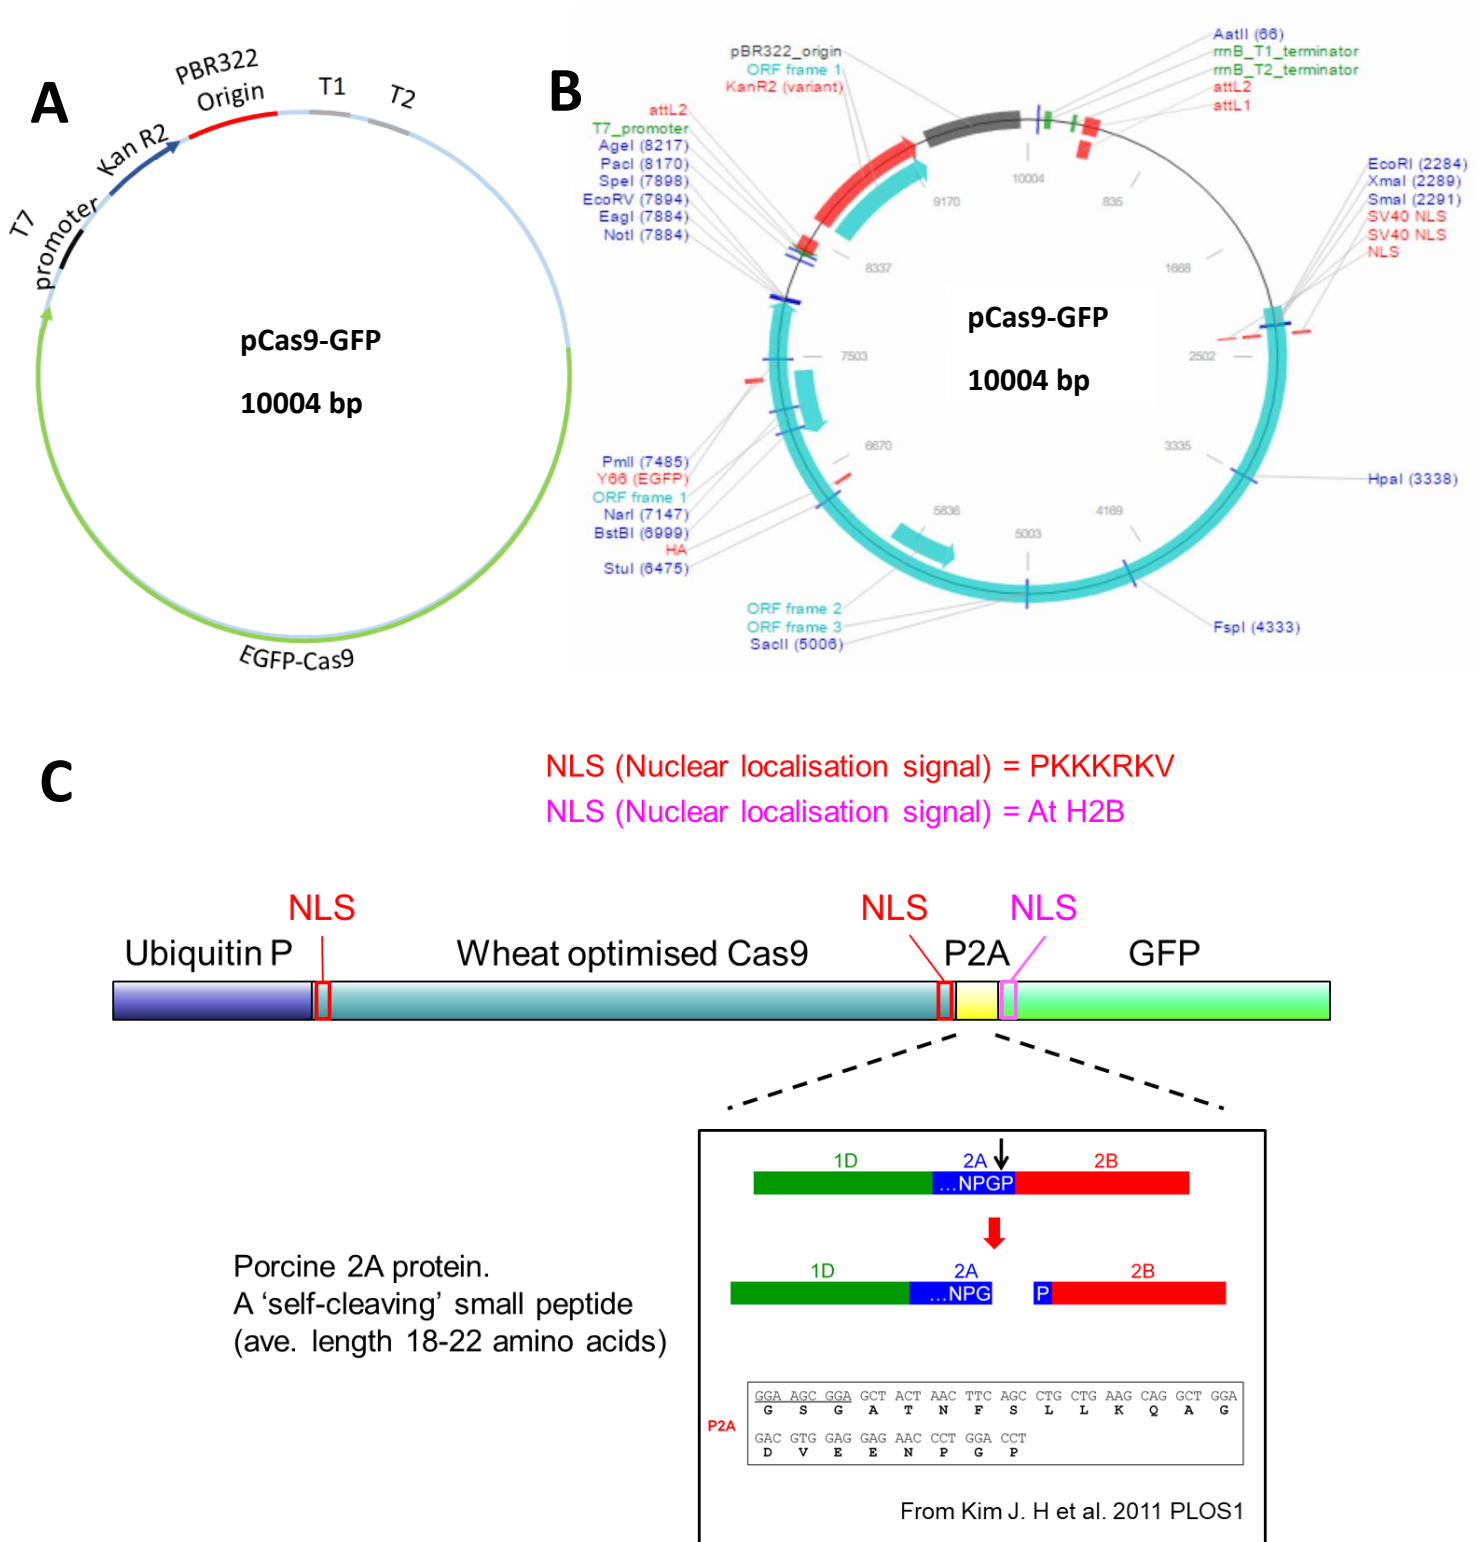 A
PBR322
Origin
T1
T2
Kan R2
T7
promoter
pCas9-GFP
10004 bp
EGFP-Cas9
B
pBR322_origin
ORF frame 1
KanR2 (variant)
attL2
T7_promoter
AgeI (8217)
PacI (8170)
SpeI (7898)
EcoRV (7894)
EagI (7884)
NotI (7884)
AatII (66)
rrnB_T1_terminator
rrnB_T2_terminator
attL2
attL1
EcoRI (2284)
XmaI (2289)
SmaI (2291)
SV40 NLS
SV40 NLS
NLS
10004
835
1668
2502
3335
4169
5003
5836
6670
7503
8337
9170
pCas9-GFP
10004 bp
PmlI (7485)
Y66 (EGFP)
ORF frame 1
NarI (7147)
BstBI (6999)
HA
StuI (6475)
HpaI (3338)
FspI (4333)
ORF frame 2
ORF frame 3
SacII (5006)
C
NLS (Nuclear localisation signal) = PKKKRKV
NLS (Nuclear localisation signal) = At H2B
NLS
NLS
NLS
Ubiquitin P
Wheat optimised Cas9
P2A
GFP
1D
2A
2B
...NPGP
1D
2A
2B
...NPG
P
Porcine 2A protein.
A ‘self-cleaving’ small peptide
(ave. length 18-22 amino acids)
P2A
GGA AGC GGA GCT ACT AAC TTC AGC CTG CTG AAG CAG GCT GGA
G S G A T N F S L L K Q A G
GAC GTG GAG GAG AAC CCT GGA CCT
D V E E N P G P
From Kim J. H et al. 2011 PLOS1